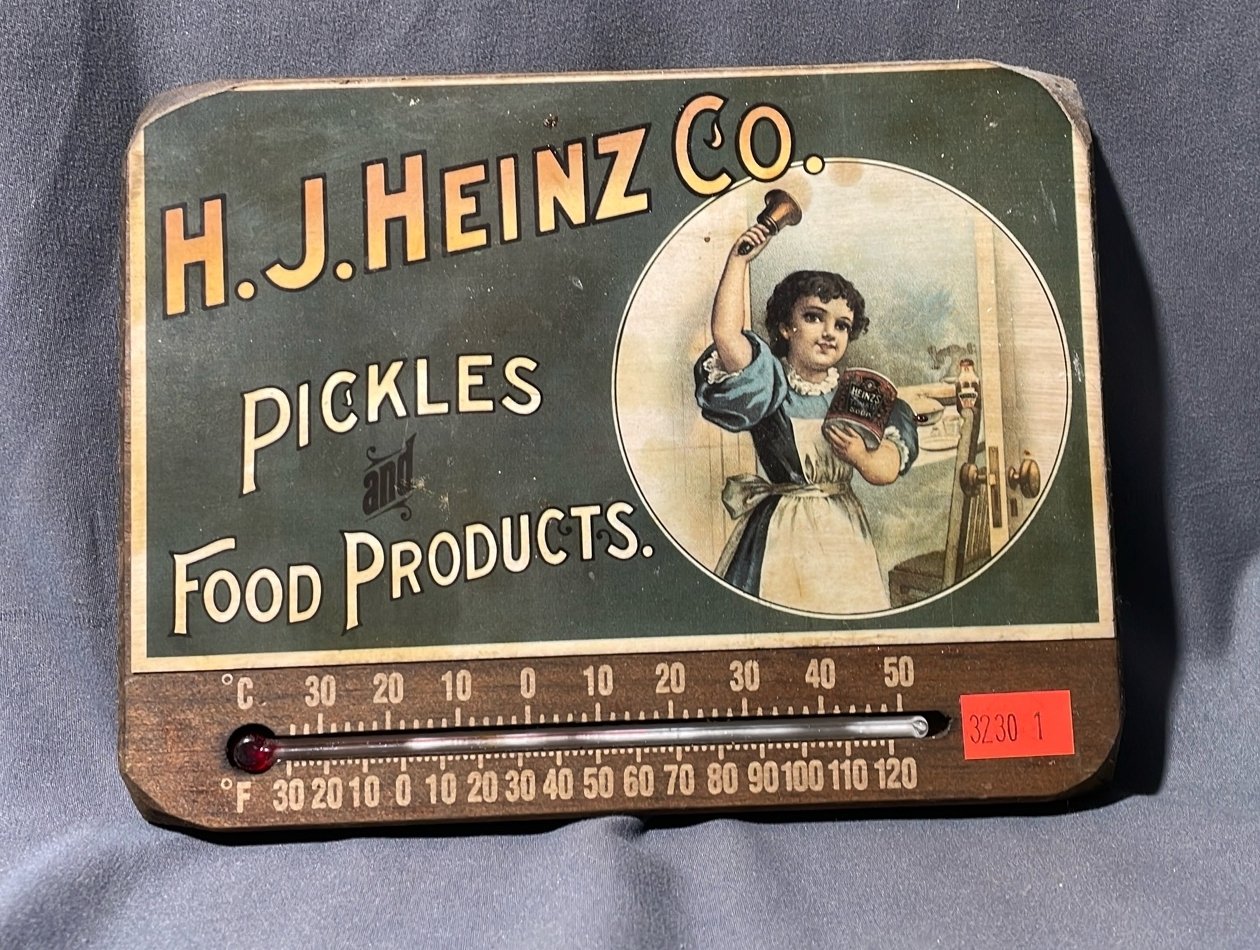 H.J. HEINZ CO.
PICKLES
and
FOOD PRODUCTS.
HEINZ'S
°C 30 20 10 0 10 20 30 40 50
3230 1
°F 30 20 10 0 10 20 30 40 50 60 70 80 90 100 110 120